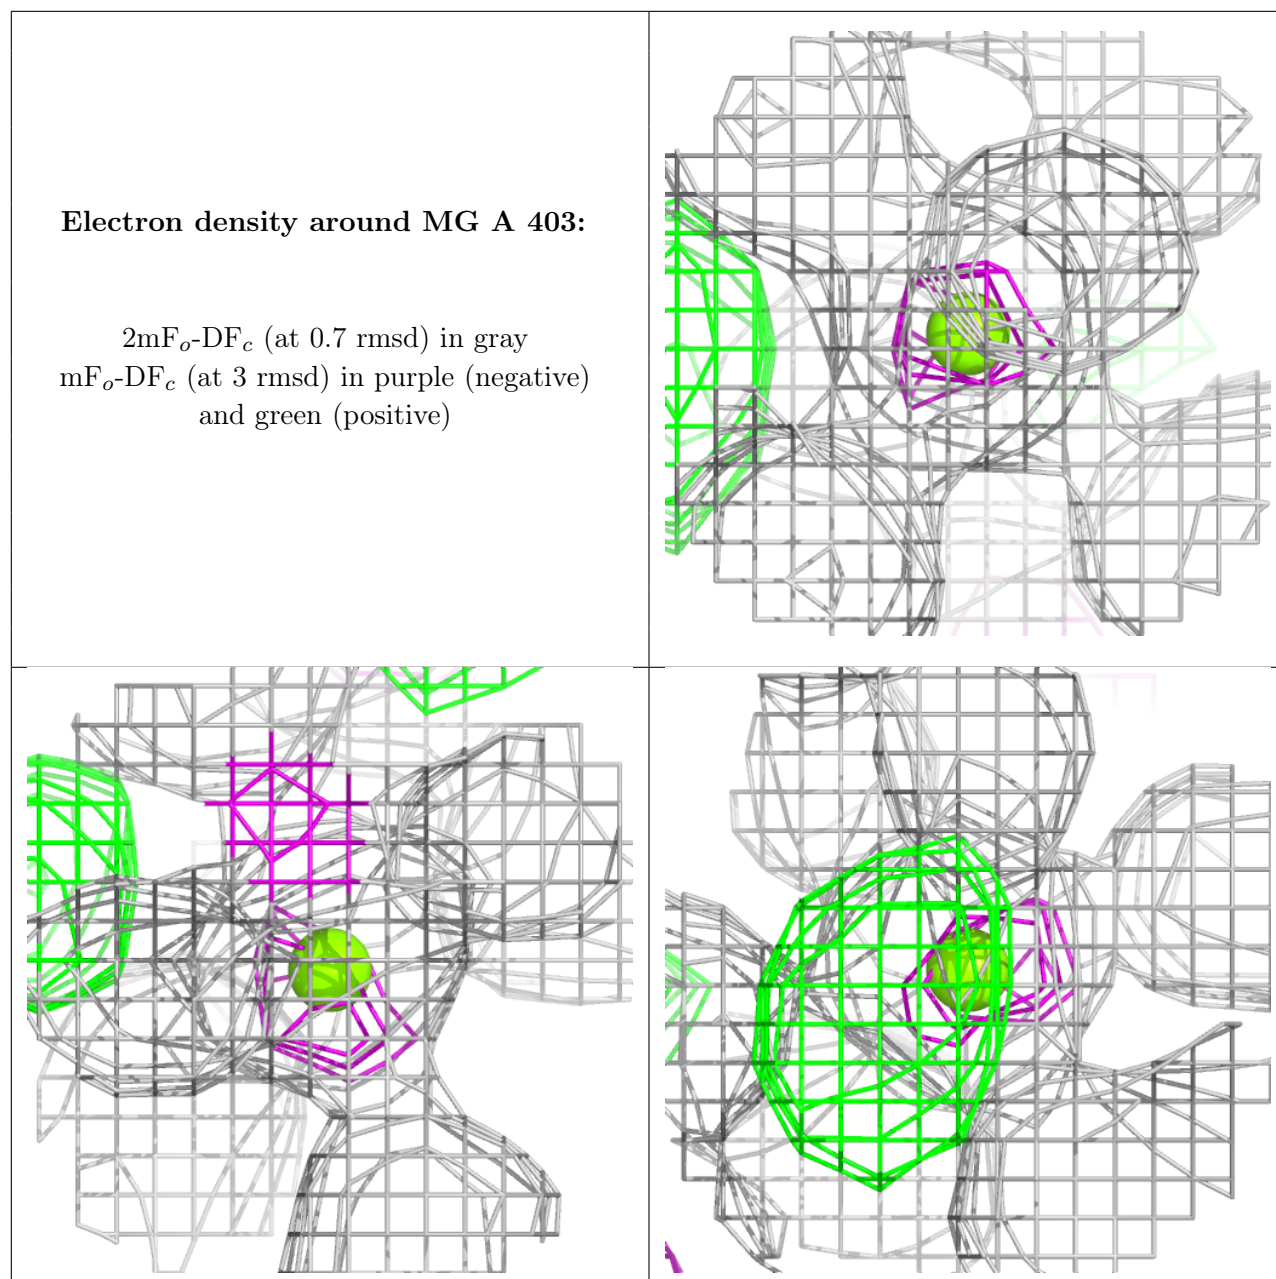 Electron density around MG A 403:
2mFo-DFc (at 0.7 rmsd) in gray
mFo-DFc (at 3 rmsd) in purple (negative)
and green (positive)